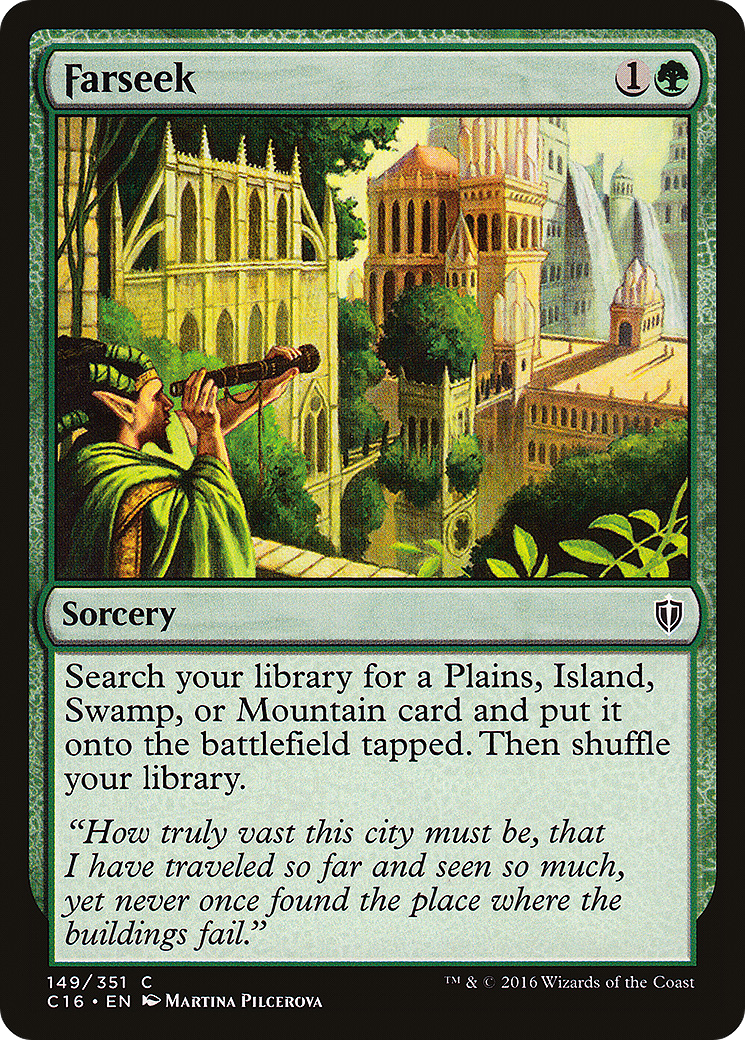 Farseek
1
Sorcery
Search your library for a Plains, Island,
Swamp, or Mountain card and put it
onto the battlefield tapped. Then shuffle
your library.
“How truly vast this city must be, that
I have traveled so far and seen so much,
yet never once found the place where the
buildings fail.”
149/351 C
™ & © 2016 Wizards of the Coast
C16 • EN Martina Pilcerova